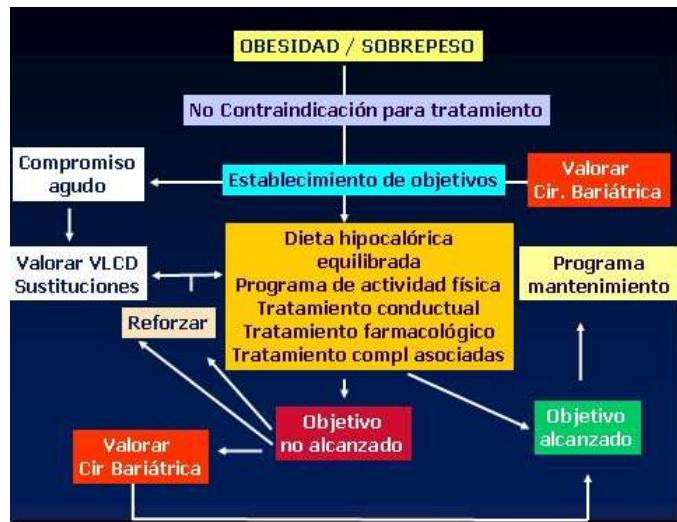 OBESIDAD / SOBREPESO
No Contraindicación para tratamiento
Compromiso
agudo
Establecimiento de objetivos
Valorar
Cir. Bariátrica
Valorar VLCD
Sustituciones
Dieta hipocalórica
equilibrada
Programa de actividad física
Tratamiento conductual
Tratamiento farmacológico
Tratamiento compl asociadas
Programa
mantenimiento
Reforzar
Objetivo
no alcanzado
Objetivo
alcanzado
Valorar
Cir Bariátrica